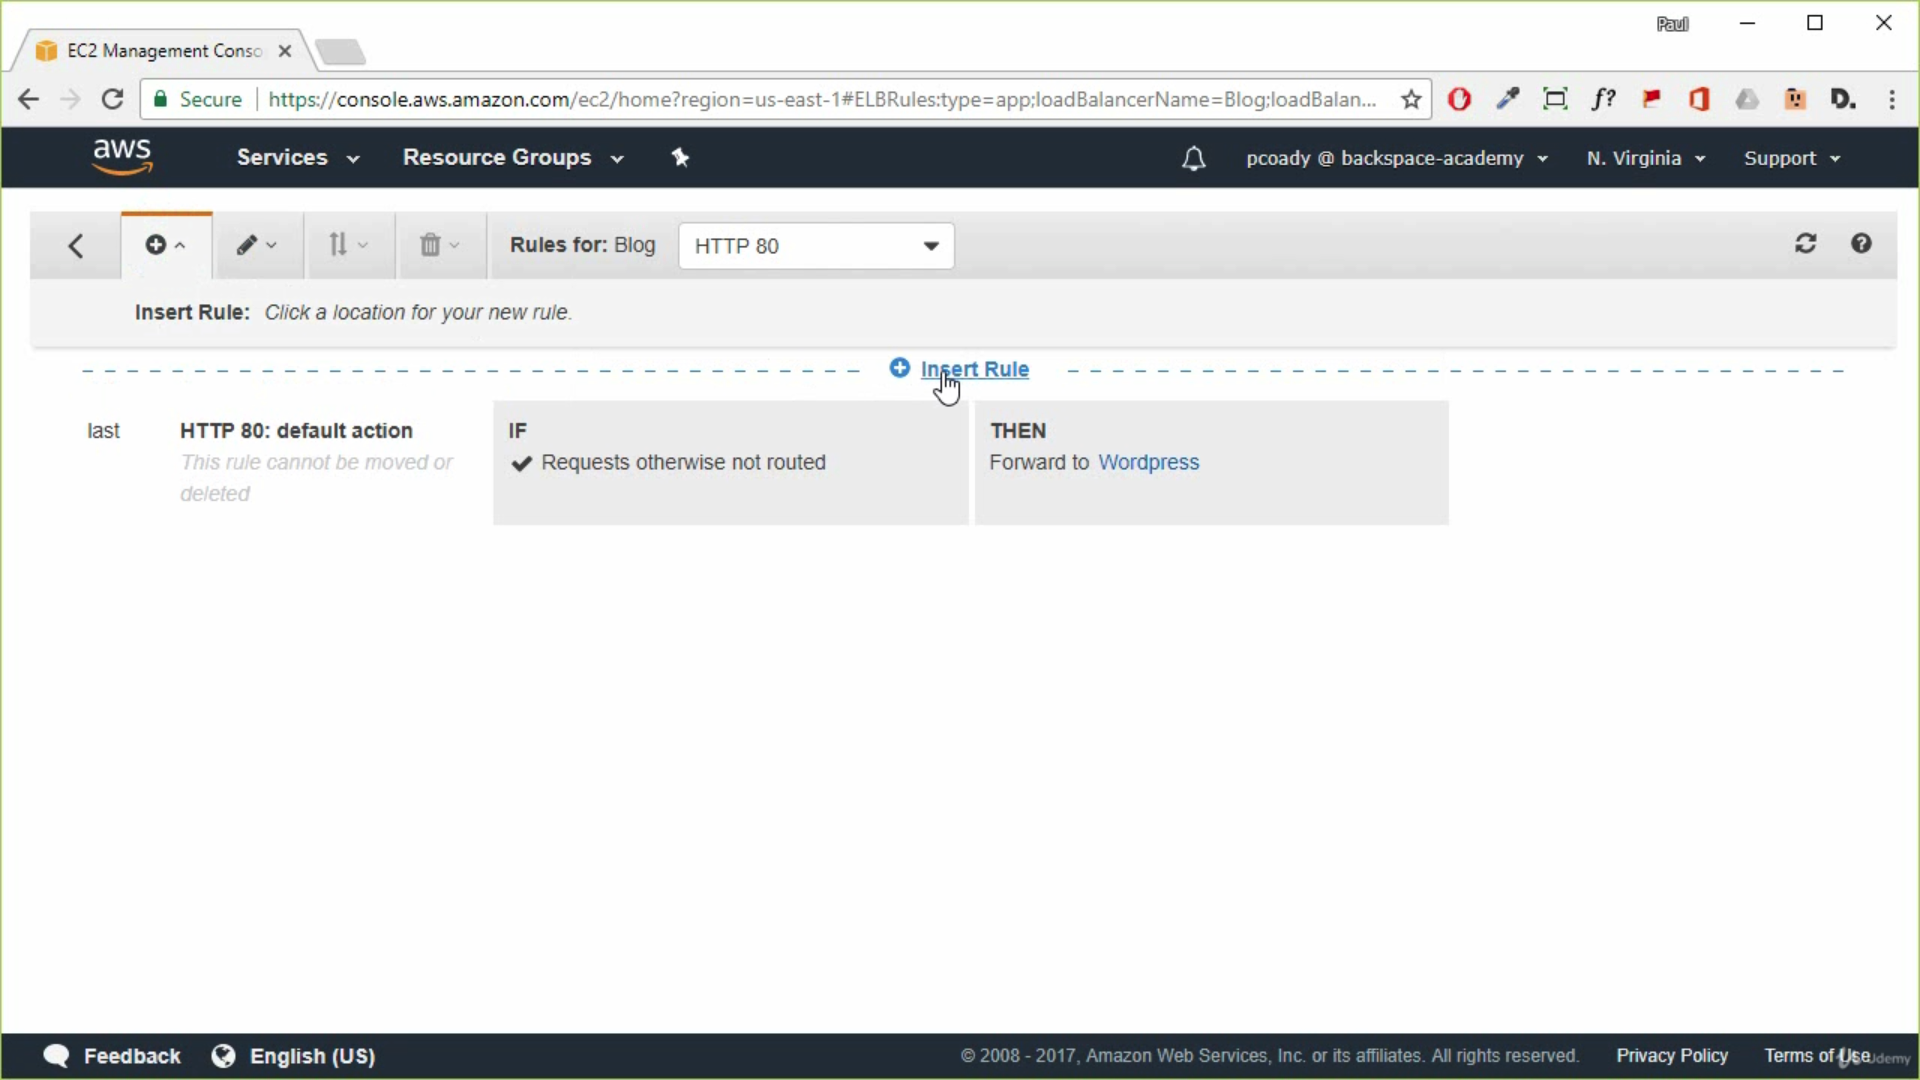 Paul
EC2 Management Conso
Secure https://console.aws.amazon.com/ec2/home?region=us-east-1#ELBRules:type=app;loadBalancerName=Blog;loadBalan...
f? D.
aws Services Resource Groups pcoady @ backspace-academy N. Virginia Support
Rules for: Blog HTTP 80
Insert Rule: Click a location for your new rule.
Insert Rule
last HTTP 80: default action IF THEN
This rule cannot be moved or Requests otherwise not routed Forward to Wordpress
deleted
Feedback English (US) © 2008 - 2017, Amazon Web Services, Inc. or its affiliates. All rights reserved. Privacy Policy Terms of Use
Udemy